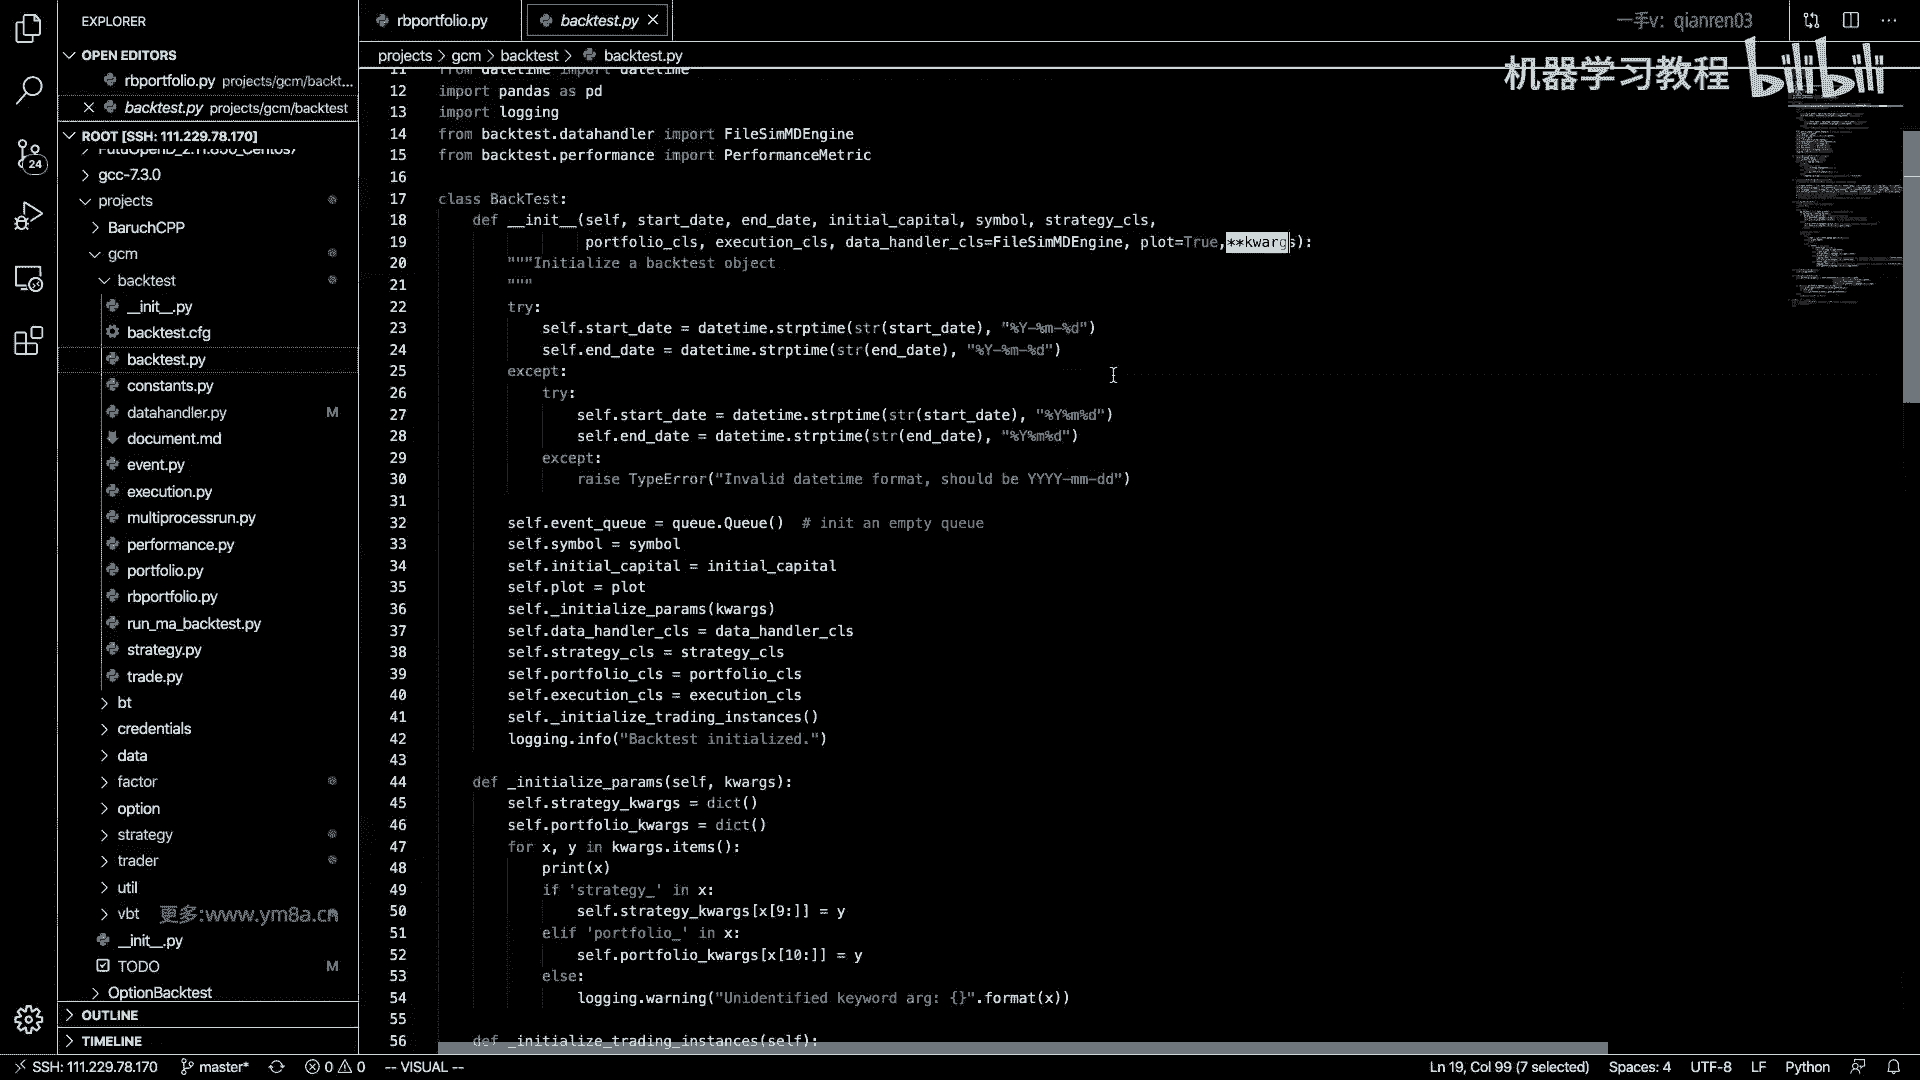 EXPLORER
OPEN EDITORS
rbportfolio.py projects/gcm/backt...
backtest.py projects/gcm/backtest
ROOT [SSH: 111.229.78.170]
gcc-7.3.0
projects
BaruchCPP
gcm
backtest
__init__.py
backtest.cfg
backtest.py
constants.py
datahandler.py M
document.md
event.py
execution.py
multiprocessrun.py
performance.py
portfolio.py
rbportfolio.py
run_ma_backtest.py
strategy.py
trade.py
bt
credentials
data
factor
option
strategy
trader
util
vbt
更多:www.ym8a.cn
__init__.py
TODO M
OptionBacktest
OUTLINE
TIMELINE
24
rbportfolio.py
backtest.py
一手v: qianren03
机器学习教程 bilibili
projects > gcm > backtest > backtest.py
11 from datetime import datetime
12 import pandas as pd
13 import logging
14 from backtest.datahandler import FileSimMDEngine
15 from backtest.performance import PerformanceMetric
16
17 class BackTest:
18 def __init__(self, start_date, end_date, initial_capital, symbol, strategy_cls,
19 portfolio_cls, execution_cls, data_handler_cls=FileSimMDEngine, plot=True,**kwargs):
20 """Initialize a backtest object
21 """
22 try:
23 self.start_date = datetime.strptime(str(start_date), "%Y-%m-%d")
24 self.end_date = datetime.strptime(str(end_date), "%Y-%m-%d")
25 except:
26 try:
27 self.start_date = datetime.strptime(str(start_date), "%Y%m%d")
28 self.end_date = datetime.strptime(str(end_date), "%Y%m%d")
29 except:
30 raise TypeError("Invalid datetime format, should be YYYY-mm-dd")
31
32 self.event_queue = queue.Queue()  # init an empty queue
33 self.symbol = symbol
34 self.initial_capital = initial_capital
35 self.plot = plot
36 self._initialize_params(kwargs)
37 self.data_handler_cls = data_handler_cls
38 self.strategy_cls = strategy_cls
39 self.portfolio_cls = portfolio_cls
40 self.execution_cls = execution_cls
41 self._initialize_trading_instances()
42 logging.info("Backtest initialized.")
43
44 def _initialize_params(self, kwargs):
45 self.strategy_kwargs = dict()
46 self.portfolio_kwargs = dict()
47 for x, y in kwargs.items():
48 print(x)
49 if 'strategy_' in x:
50 self.strategy_kwargs[x[9:]] = y
51 elif 'portfolio_' in x:
52 self.portfolio_kwargs[x[10:]] = y
53 else:
54 logging.warning("Unidentified keyword arg: {}".format(x))
55
56 def _initialize_trading_instances(self):
SSH: 111.229.78.170 master* 0 0 -- VISUAL -- Ln 19, Col 99 (7 selected) Spaces: 4 UTF-8 LF Python